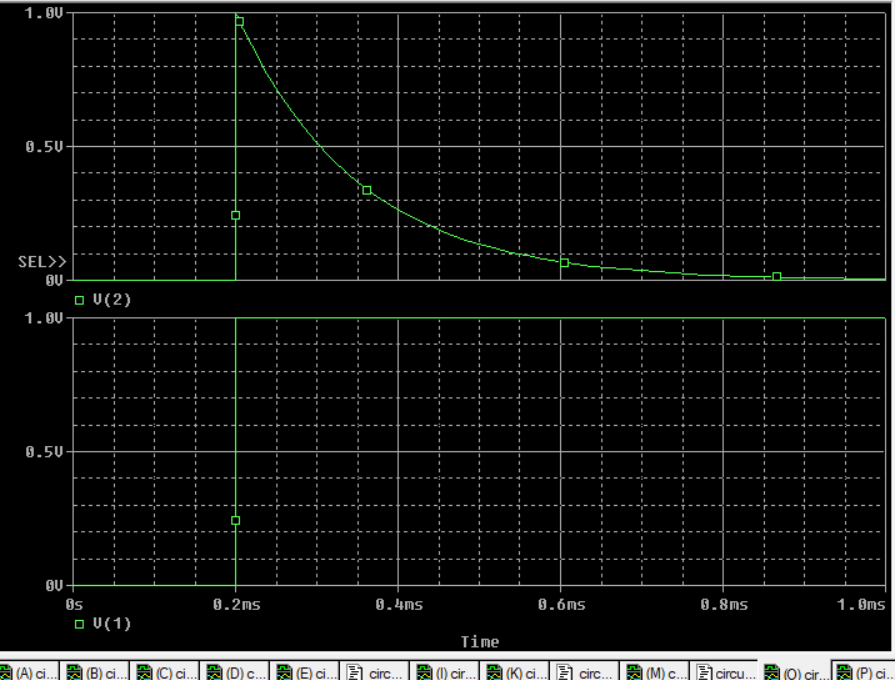 1.0V
0.5V
SEL>>
0V
V(2)
1.0V
0.5V
0V
0s 0.2ms 0.4ms 0.6ms 0.8ms 1.0ms
V(1)
Time
(A) ci... (B) ci... (C) ci... (D) c... (E) ci... circ... (I) cir... (K) ci... circ... (M) c... circu... (O) cir... (P) ci...